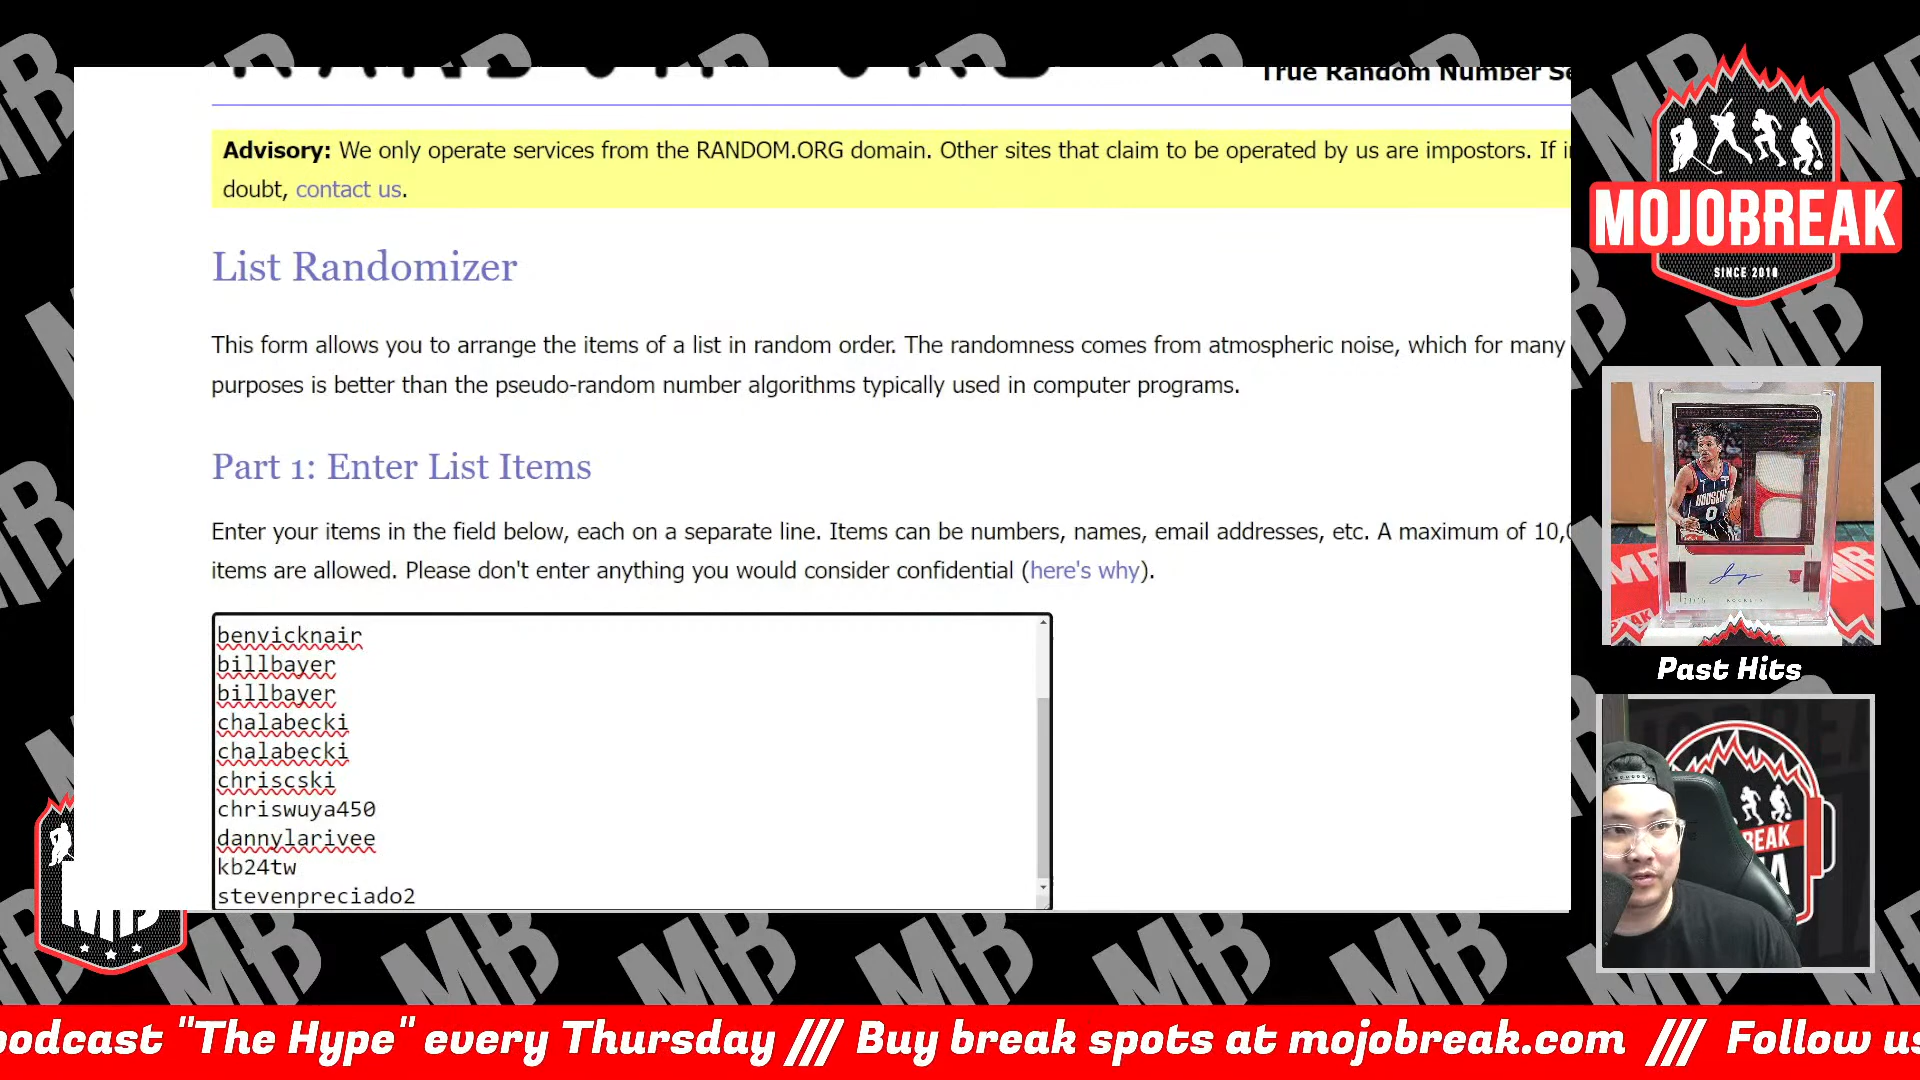 True Random Number Se
Advisory: We only operate services from the RANDOM.ORG domain. Other sites that claim to be operated by us are impostors. If in
doubt, contact us.
List Randomizer
This form allows you to arrange the items of a list in random order. The randomness comes from atmospheric noise, which for many
purposes is better than the pseudo-random number algorithms typically used in computer programs.
Part 1: Enter List Items
Enter your items in the field below, each on a separate line. Items can be numbers, names, email addresses, etc. A maximum of 10,0
items are allowed. Please don't enter anything you would consider confidential (here's why).
benvicknair
billbayer
billbayer
chalabecki
chalabecki
chriscski
chriswuya450
dannylarivee
kb24tw
stevenpreciado2
MOJOBREAK
SINCE 2010
Past Hits
podcast "The Hype" every Thursday /// Buy break spots at mojobreak.com /// Follow us